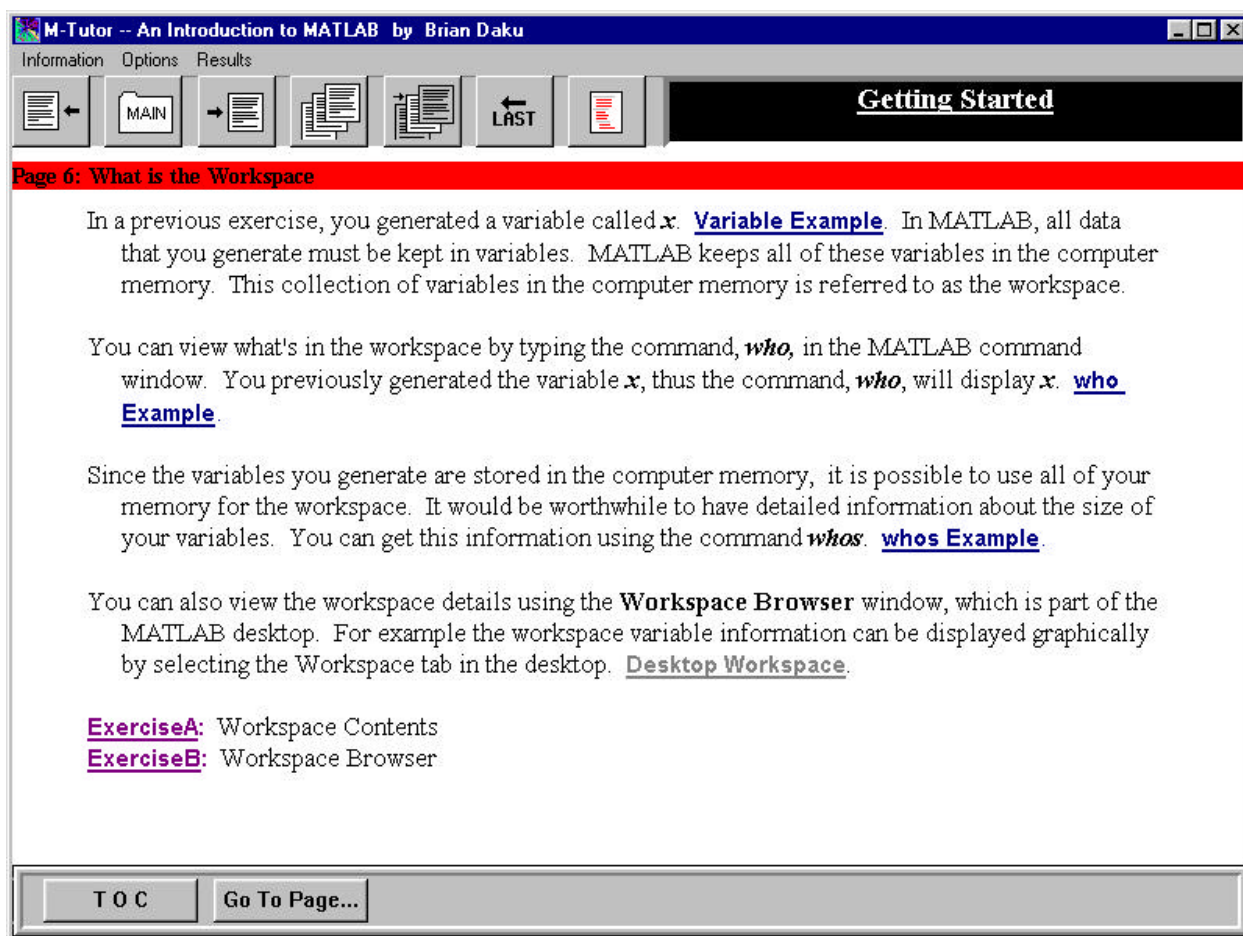 M-Tutor -- An Introduction to MATLAB by Brian Daku
Information Options Results
MAIN
LAST
Getting Started
Page 6: What is the Workspace
In a previous exercise, you generated a variable called x. Variable Example. In MATLAB, all data
that you generate must be kept in variables. MATLAB keeps all of these variables in the computer
memory. This collection of variables in the computer memory is referred to as the workspace.
You can view what's in the workspace by typing the command, who, in the MATLAB command
window. You previously generated the variable x, thus the command, who, will display x. who
Example.
Since the variables you generate are stored in the computer memory, it is possible to use all of your
memory for the workspace. It would be worthwhile to have detailed information about the size of
your variables. You can get this information using the command whos. whos Example.
You can also view the workspace details using the Workspace Browser window, which is part of the
MATLAB desktop. For example the workspace variable information can be displayed graphically
by selecting the Workspace tab in the desktop. Desktop Workspace.
ExerciseA: Workspace Contents
ExerciseB: Workspace Browser
T O C
Go To Page...